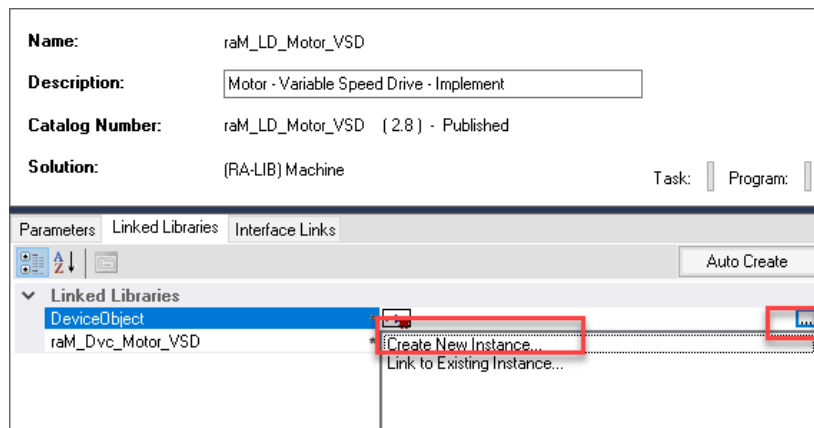 Name: raM_LD_Motor_VSD
Description: Motor - Variable Speed Drive - Implement
Catalog Number: raM_LD_Motor_VSD ( 2.8 ) - Published
Solution: (RA-LIB) Machine
Task: Program:
Parameters Linked Libraries Interface Links
Auto Create
Linked Libraries
DeviceObject * ...
raM_Dvc_Motor_VSD *
Create New Instance...
Link to Existing Instance...